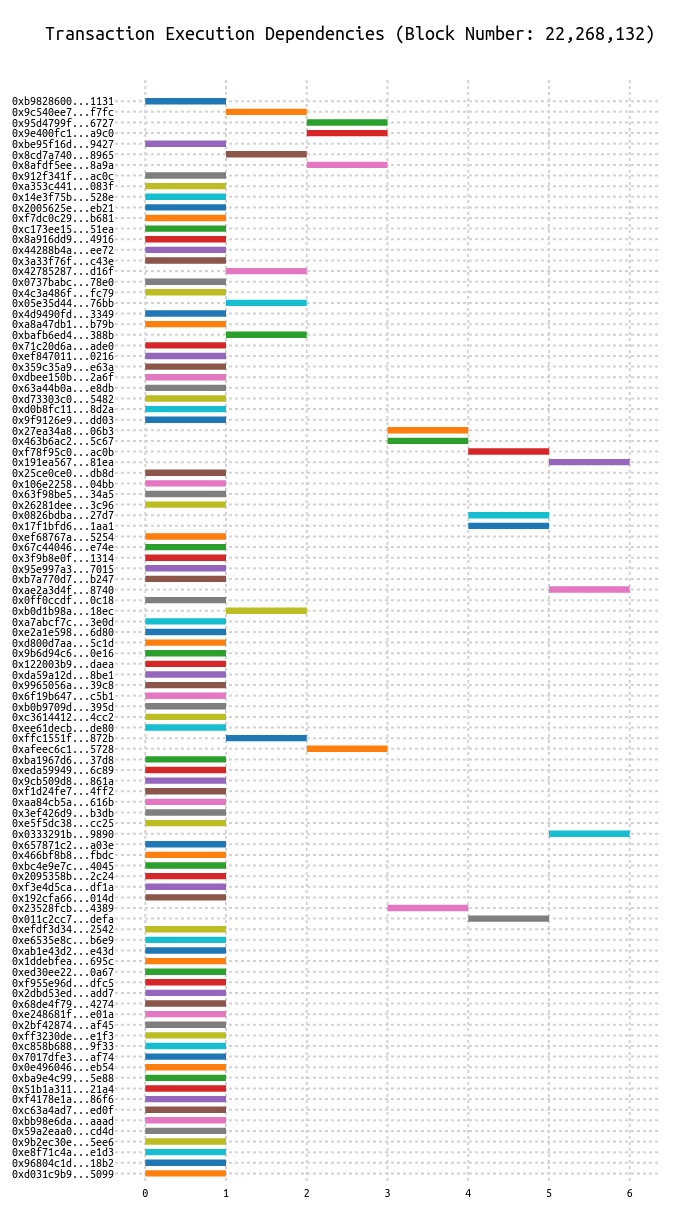 Transaction Execution Dependencies (Block Number: 22,268,132)
0xb9828600...1131
0x9c540ee7...f7fc
0x95d4799f...6727
0x9e400fc1...a9c0
0xbe95f16d...9427
0x8cd7a740...8965
0x8afdf5ee...8a9a
0x912f341f...ac0c
0xa353c441...083f
0x14e3f75b...528e
0x2005625e...eb21
0xf7dc0c29...b681
0xc173ee15...51ea
0x8a916dd9...4916
0x44288b4a...ee72
0x3a33f76f...c43e
0x42785287...d16f
0x0737babc...78e0
0x4c3a486f...fc79
0x05e35d44...76bb
0x4d9490fd...3349
0xa8a47db1...b79b
0xbafb6ed4...388b
0x71c20d6a...ade0
0xef847011...0216
0x359c35a9...e63a
0xdbee150b...2a6f
0x63a44b0a...e8db
0xd73303c0...5482
0xd0b8fc11...8d2a
0x9f9126e9...dd03
0x27ea34a8...06b3
0x463b6ac2...5c67
0xf78f95c0...ac0b
0x191ea567...81ea
0x25ce0ce0...db8d
0x106e2258...04bb
0x63f98be5...34a5
0x26281dee...3c96
0x0826bdba...27d7
0x17f1bfd6...1aa1
0xef68767a...5254
0x67c44046...e74e
0x3f9b8e0f...1314
0x95e997a3...7015
0xb7a770d7...b247
0xae2a3d4f...8740
0x0ff0ccdf...0c18
0xb0d1b98a...18ec
0xa7abcf7c...3e0d
0xe2a1e598...6d80
0xd800d7aa...5c1d
0x9b6d94c6...0e16
0x122003b9...daea
0xda59a12d...8be1
0x9965056a...39c8
0x6f19b647...c5b1
0xb0b9709d...395d
0xc3614412...4cc2
0xee61decb...de80
0xffc1551f...872b
0xafeec6c1...5728
0xba1967d6...37d8
0xeda59949...6c89
0x9cb509d8...861a
0xf1d24fe7...4ff2
0xaa84cb5a...616b
0x3ef426d9...b3db
0xe5f5dc38...cc25
0x0333291b...9890
0x657871c2...a03e
0x466bf8b8...fbdc
0xbc4e9e7c...4045
0x2095358b...2c24
0xf3e4d5ca...df1a
0x192cfa66...014d
0x23528fcb...4389
0x011c2cc7...defa
0xefdf3d34...2542
0xe6535e8c...b6e9
0xab1e43d2...e43d
0x1ddebfea...695c
0xed30ee22...0a67
0xf955e96d...dfc5
0x2dbd53ed...add7
0x68de4f79...4274
0xe248681f...e01a
0x2bf42874...af45
0xff3230de...e1f3
0xc858b688...9f33
0x7017dfe3...af74
0x0e496046...eb54
0xba9e4c99...5e88
0x51b1a311...21a4
0xf4178e1a...86f6
0xc63a4ad7...ed0f
0xbb98e6da...aaad
0x59a2eaa0...cd4d
0x9b2ec30e...5ee6
0xe8f71c4a...e1d3
0x96804c1d...18b2
0xd031c9b9...5099
0 1 2 3 4 5 6